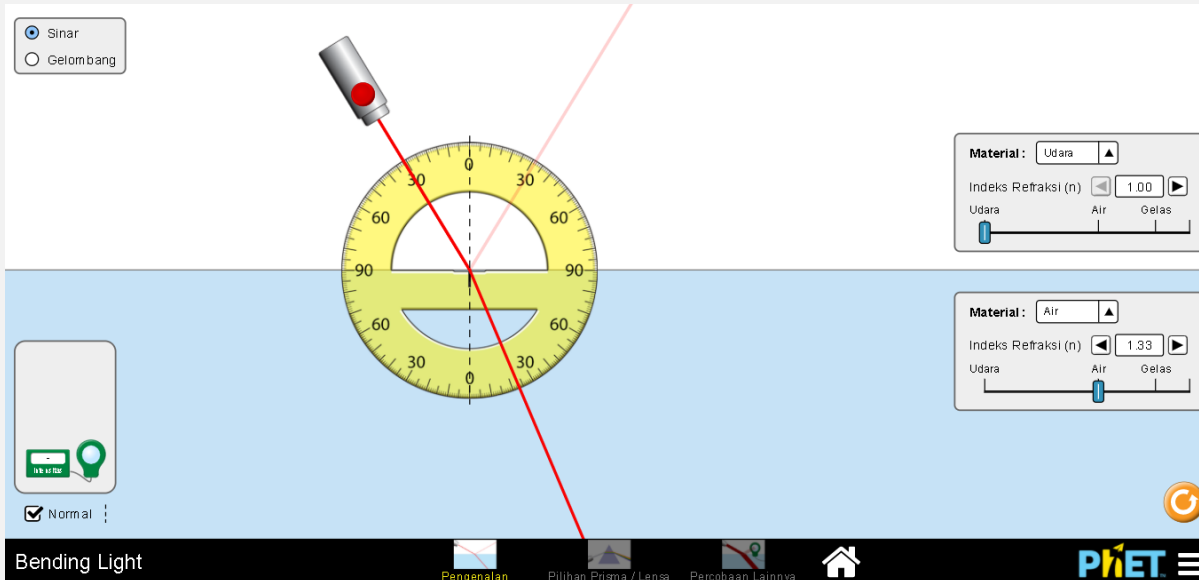 Sinar
Gelombang
0
30 30
60 60
90 90
60 60
30 30
0
Material : Udara
Indeks Refraksi (n) 1.00
Udara Air Gelas
Material : Air
Indeks Refraksi (n) 1.33
Udara Air Gelas
-
Intensitas
Normal
Bending Light
Pengenalan
Pilihan Prisma / Lensa
Percobaan Lainnya
PhET